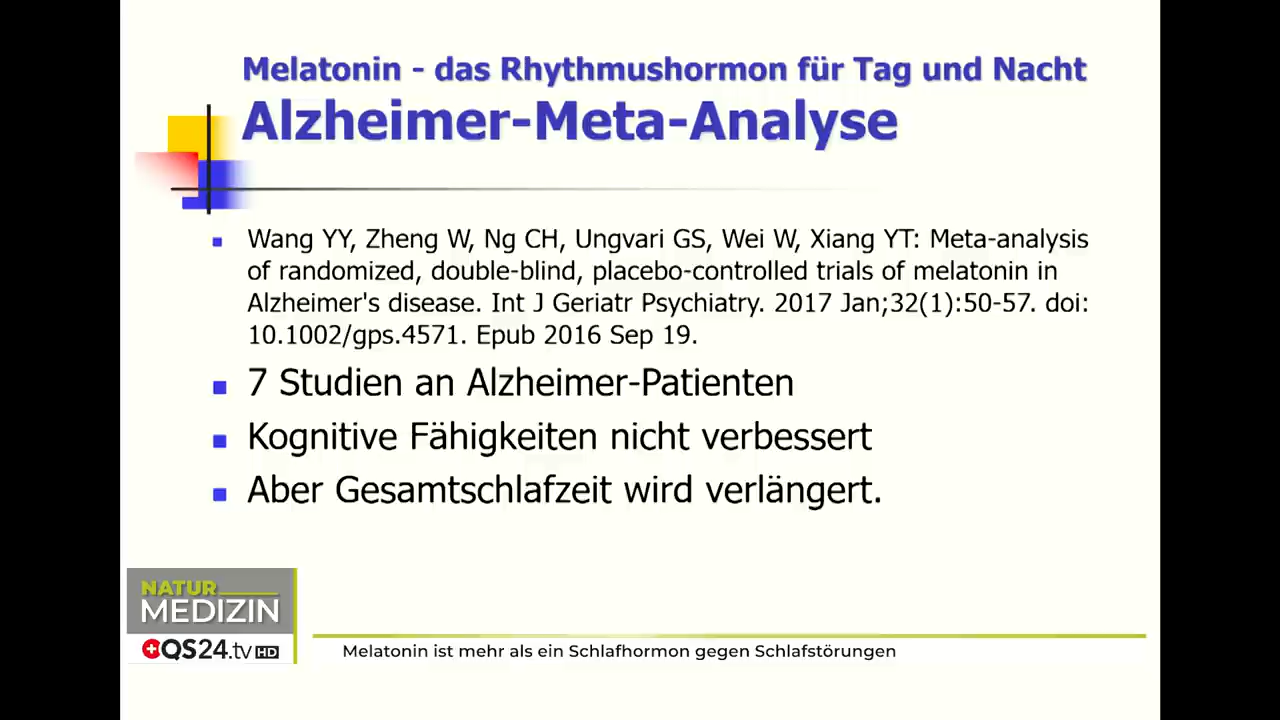 Melatonin - das Rhythmushormon für Tag und Nacht
Alzheimer-Meta-Analyse
Wang YY, Zheng W, Ng CH, Ungvari GS, Wei W, Xiang YT: Meta-analysis
of randomized, double-blind, placebo-controlled trials of melatonin in
Alzheimer's disease. Int J Geriatr Psychiatry. 2017 Jan;32(1):50-57. doi:
10.1002/gps.4571. Epub 2016 Sep 19.
7 Studien an Alzheimer-Patienten
Kognitive Fähigkeiten nicht verbessert
Aber Gesamtschlafzeit wird verlängert.
NATUR
MEDIZIN
QS24.tv HD
Melatonin ist mehr als ein Schlafhormon gegen Schlafstörungen